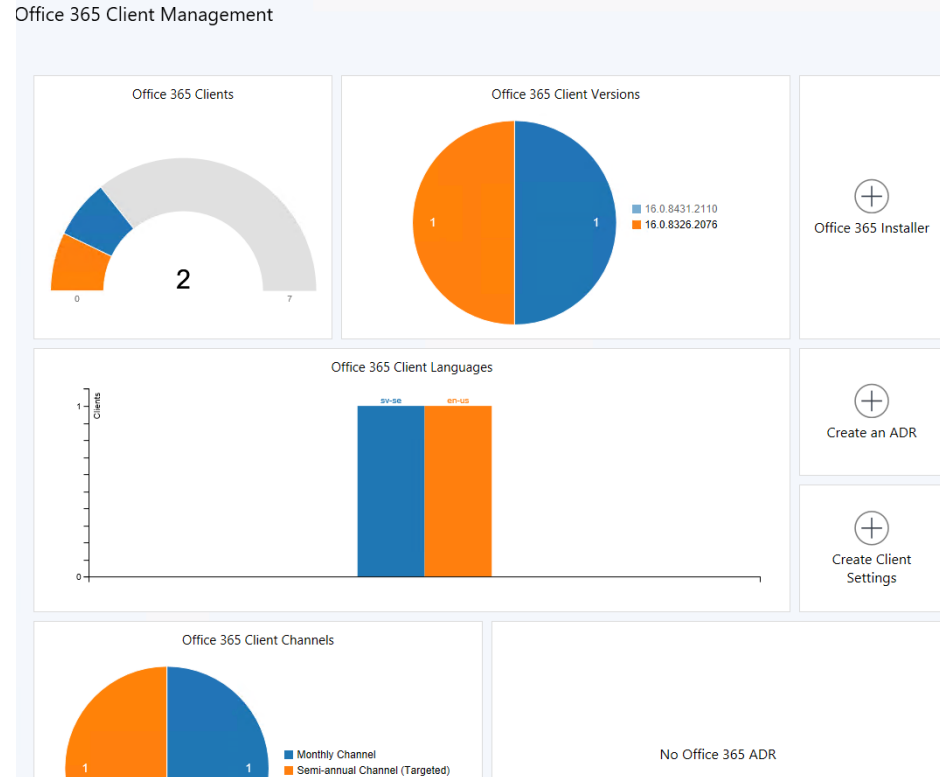 Office 365 Client Management
Office 365 Clients
2
0
7
Office 365 Client Versions
1
1
16.0.8431.2110
16.0.8326.2076
Office 365 Installer
Office 365 Client Languages
Clients
1
0
sv-se
en-us
Create an ADR
Create Client
Settings
Office 365 Client Channels
1
1
Monthly Channel
Semi-annual Channel (Targeted)
No Office 365 ADR